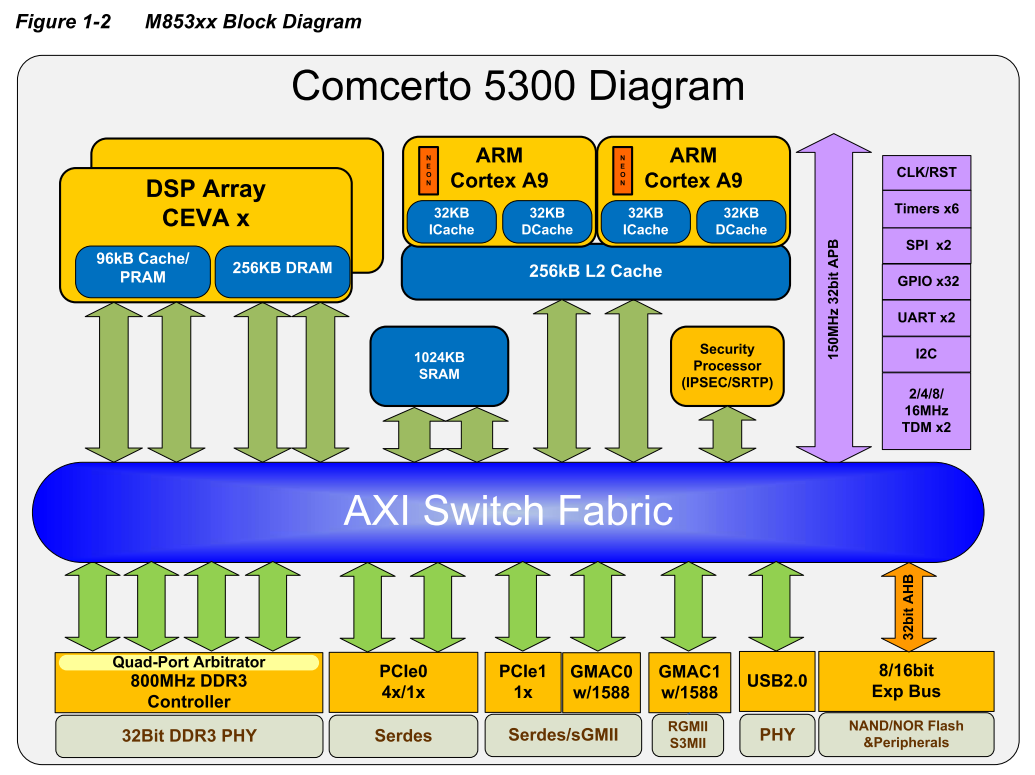 Figure 1-2 M853xx Block Diagram
Comcerto 5300 Diagram
DSP Array
CEVA x
96kB Cache/
PRAM
256KB DRAM
NEON
ARM
Cortex A9
32KB
ICache
32KB
DCache
NEON
ARM
Cortex A9
32KB
ICache
32KB
DCache
256kB L2 Cache
1024KB
SRAM
Security
Processor
(IPSEC/SRTP)
150MHz 32bit APB
CLK/RST
Timers x6
SPI x2
GPIO x32
UART x2
I2C
2/4/8/
16MHz
TDM x2
AXI Switch Fabric
32bit AHB
Quad-Port Arbitrator
800MHz DDR3
Controller
32Bit DDR3 PHY
PCIe0
4x/1x
Serdes
PCIe1
1x
GMAC0
w/1588
Serdes/sGMII
GMAC1
w/1588
RGMII
S3MII
USB2.0
PHY
8/16bit
Exp Bus
NAND/NOR Flash
&Peripherals